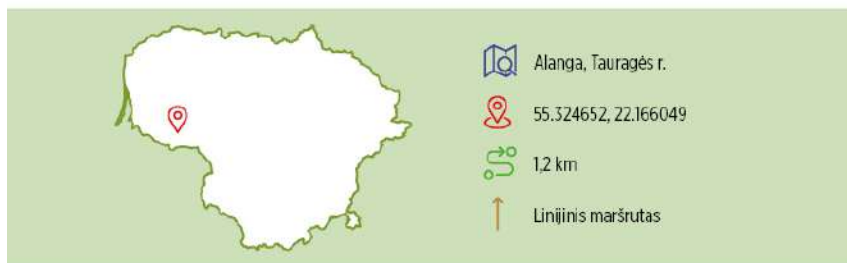 Alanga, Tauragės r.
55.324652, 22.166049
1,2 km
Linijinis maršrutas